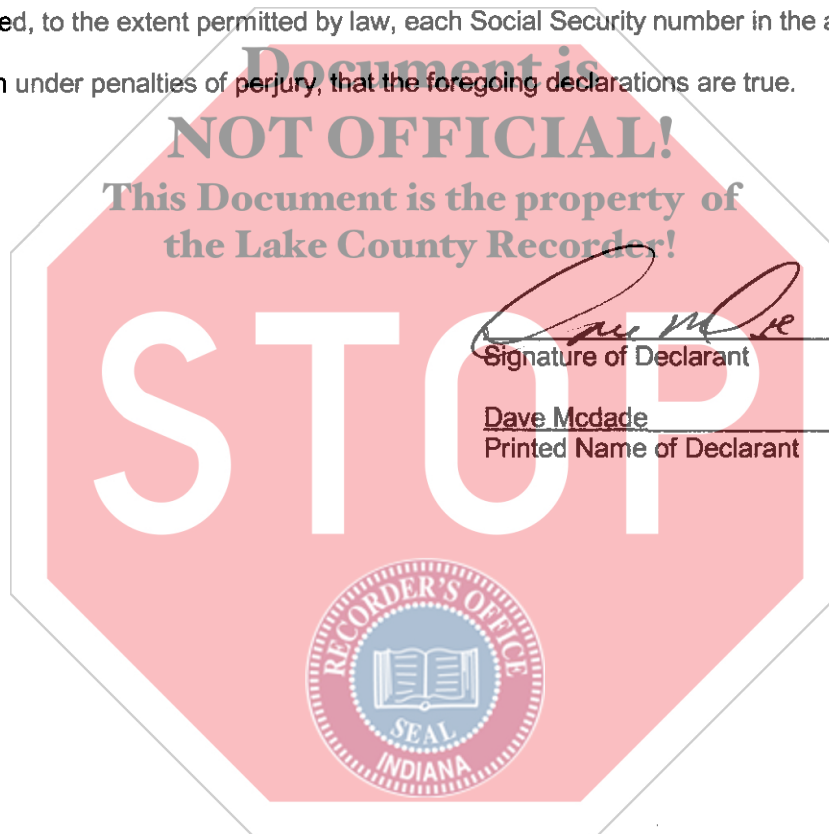 ed, to the extent permitted by law, each Social Security number in the a
n under penalties of perjury, that the foregoing declarations are true.
Document is
NOT OFFICIAL!
This Document is the property of
the Lake County Recorder!
STOP
Signature of Declarant
Dave Mcdade
Printed Name of Declarant
RECORDER'S OFFICE
SEAL
INDIANA